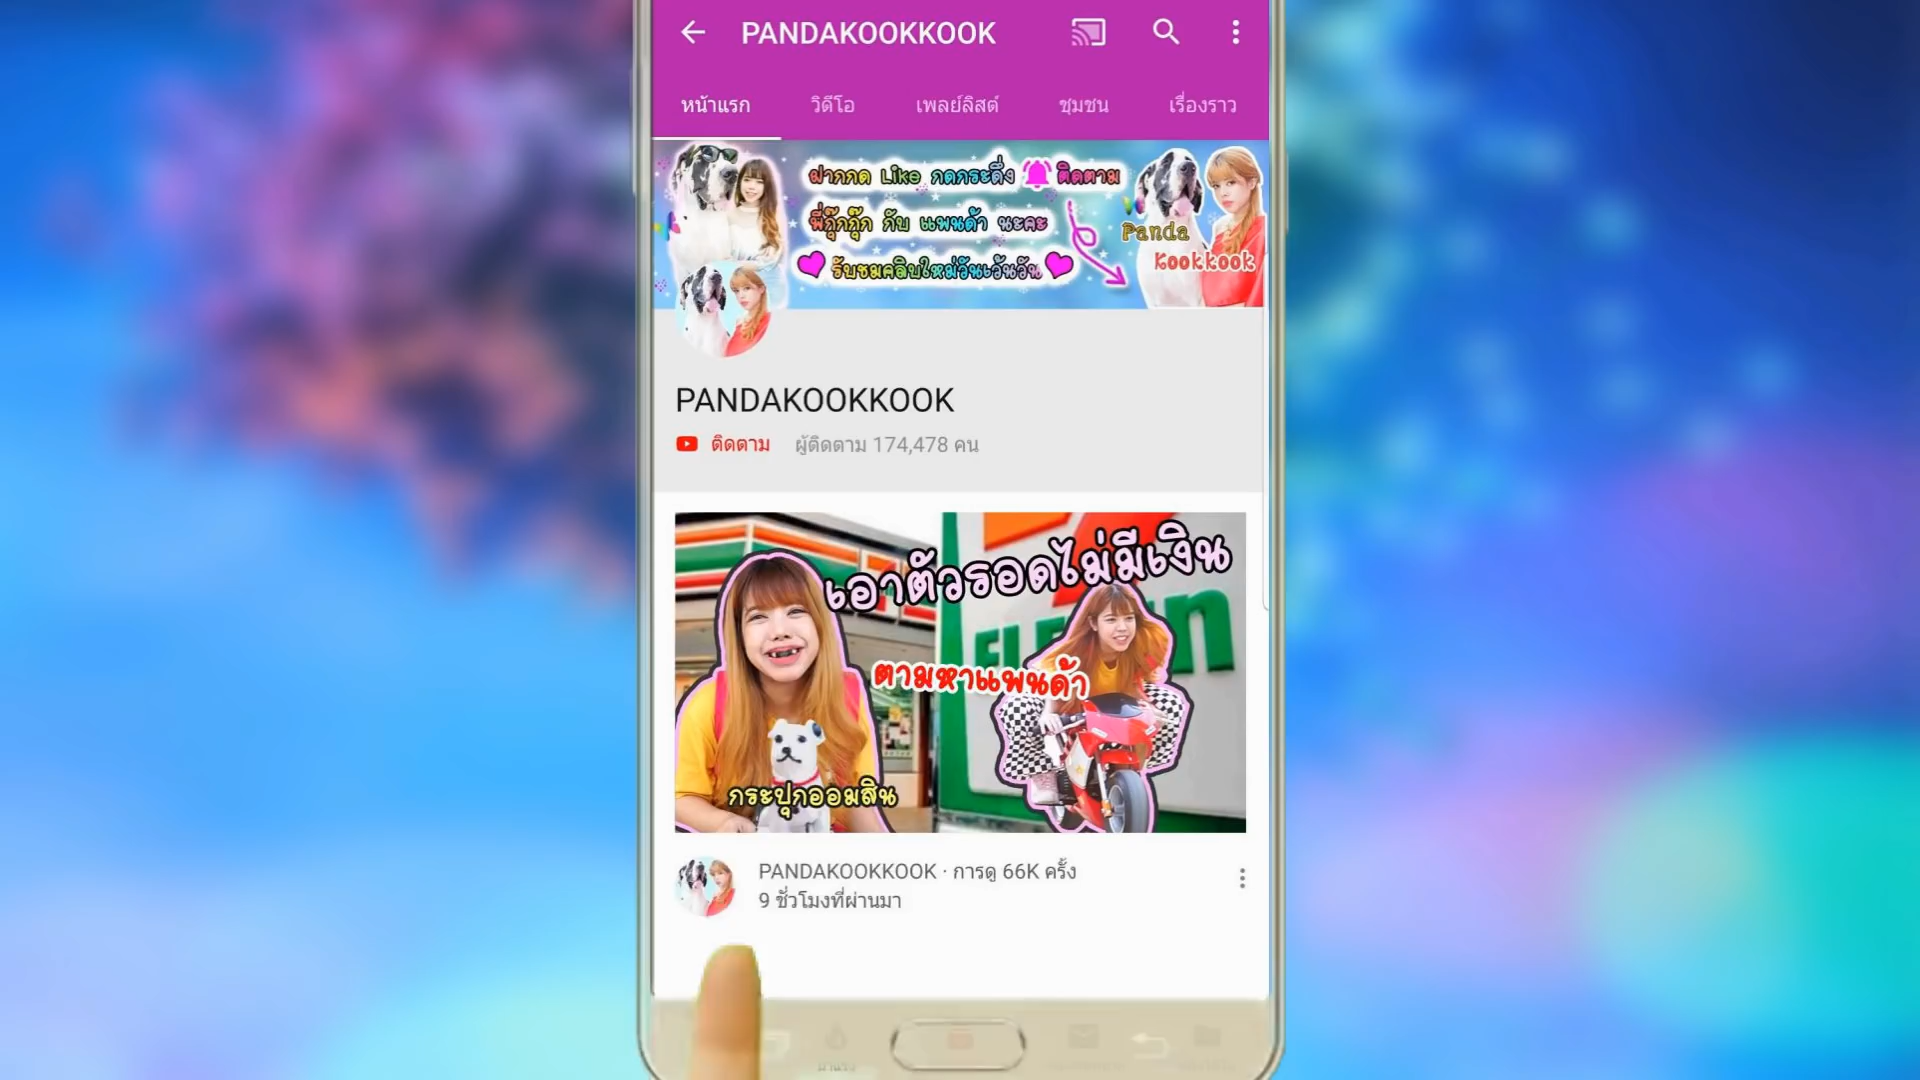 PANDAKOOKKOOK
หน้าแรก วิดีโอ เพลย์ลิสต์ ชุมชน เรื่องราว
ฝากกด Like กดกระดิ่ง ติดตาม
พี่กุ๊กกุ๊ก กับ แพนด้า นะคะ
รับชมคลิปใหม่วันเว้นวัน
Panda
Kookkook
PANDAKOOKKOOK
ติดตาม ผู้ติดตาม 174,478 คน
เอาตัวรอดไม่มีเงิน
ตามหาแพนด้า
กระปุกออมสิน
PANDAKOOKKOOK · การดู 66K ครั้ง
9 ชั่วโมงที่ผ่านมา